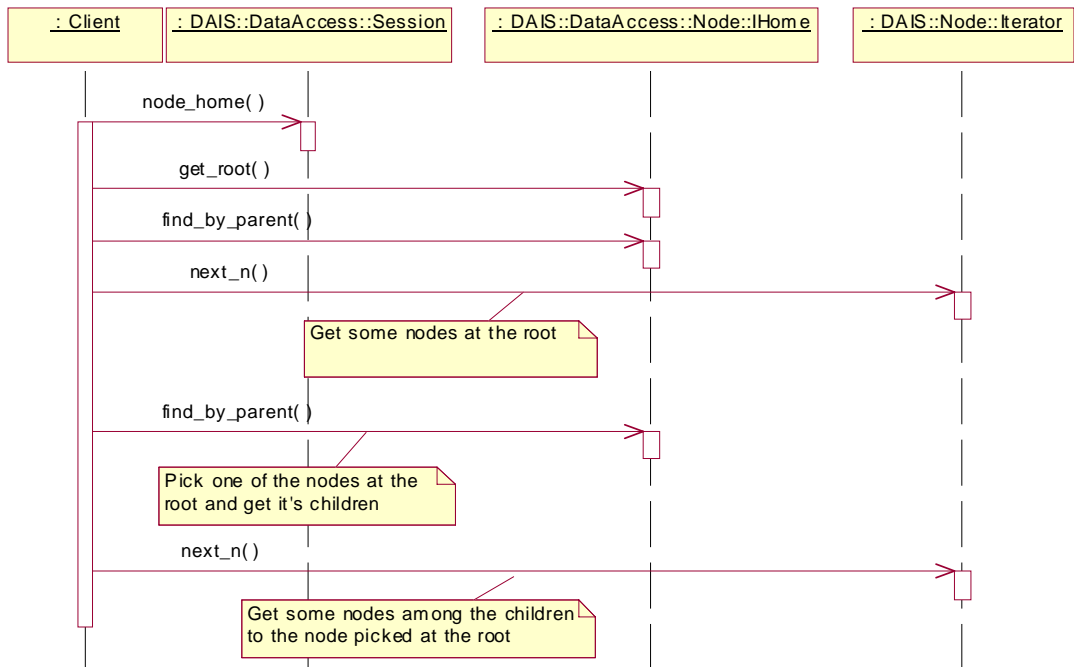 : Client
: DAIS::DataAccess::Session
: DAIS::DataAccess::Node::IHome
: DAIS::Node::Iterator
node_home( )
get_root( )
find_by_parent( )
next_n( )
Get some nodes at the root
find_by_parent( )
Pick one of the nodes at the
root and get it's children
next_n( )
Get some nodes among the children
to the node picked at the root